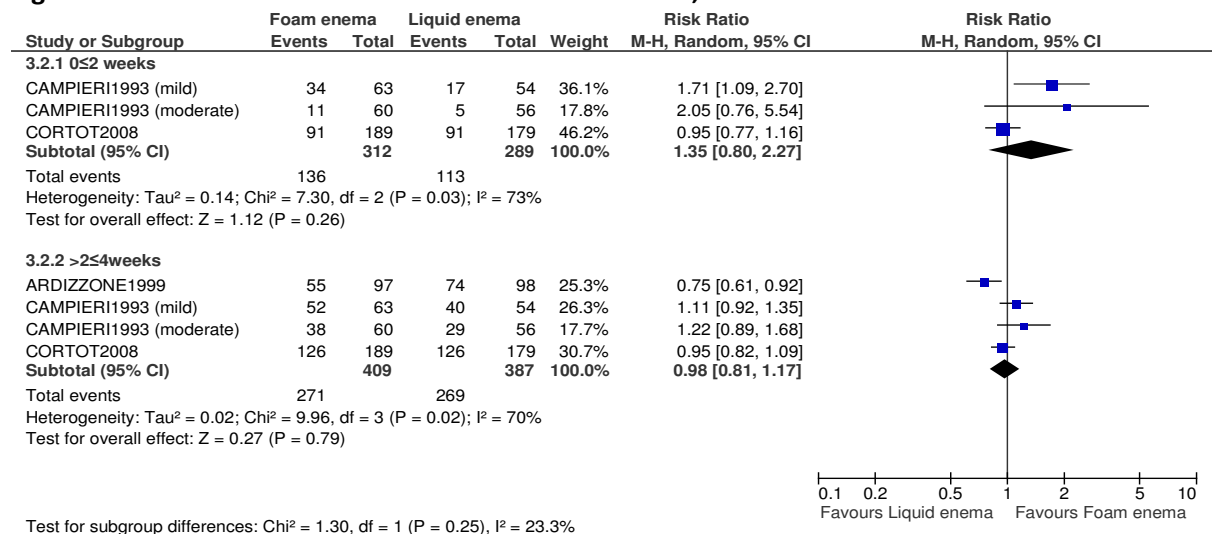 Foam enema Liquid enema Risk Ratio Risk Ratio
Study or Subgroup Events Total Events Total Weight M-H, Random, 95% CI M-H, Random, 95% CI
3.2.1 0≤2 weeks
CAMPIERI1993 (mild) 34 63 17 54 36.1% 1.71 [1.09, 2.70]
CAMPIERI1993 (moderate) 11 60 5 56 17.8% 2.05 [0.76, 5.54]
CORTOT2008 91 189 91 179 46.2% 0.95 [0.77, 1.16]
Subtotal (95% CI) 312 289 100.0% 1.35 [0.80, 2.27]
Total events 136 113
Heterogeneity: Tau² = 0.14; Chi² = 7.30, df = 2 (P = 0.03); I² = 73%
Test for overall effect: Z = 1.12 (P = 0.26)
3.2.2 >2≤4weeks
ARDIZZONE1999 55 97 74 98 25.3% 0.75 [0.61, 0.92]
CAMPIERI1993 (mild) 52 63 40 54 26.3% 1.11 [0.92, 1.35]
CAMPIERI1993 (moderate) 38 60 29 56 17.7% 1.22 [0.89, 1.68]
CORTOT2008 126 189 126 179 30.7% 0.95 [0.82, 1.09]
Subtotal (95% CI) 409 387 100.0% 0.98 [0.81, 1.17]
Total events 271 269
Heterogeneity: Tau² = 0.02; Chi² = 9.96, df = 3 (P = 0.02); I² = 70%
Test for overall effect: Z = 0.27 (P = 0.79)
0.1 0.2 0.5 1 2 5 10
Favours Liquid enema Favours Foam enema
Test for subgroup differences: Chi² = 1.30, df = 1 (P = 0.25), I² = 23.3%